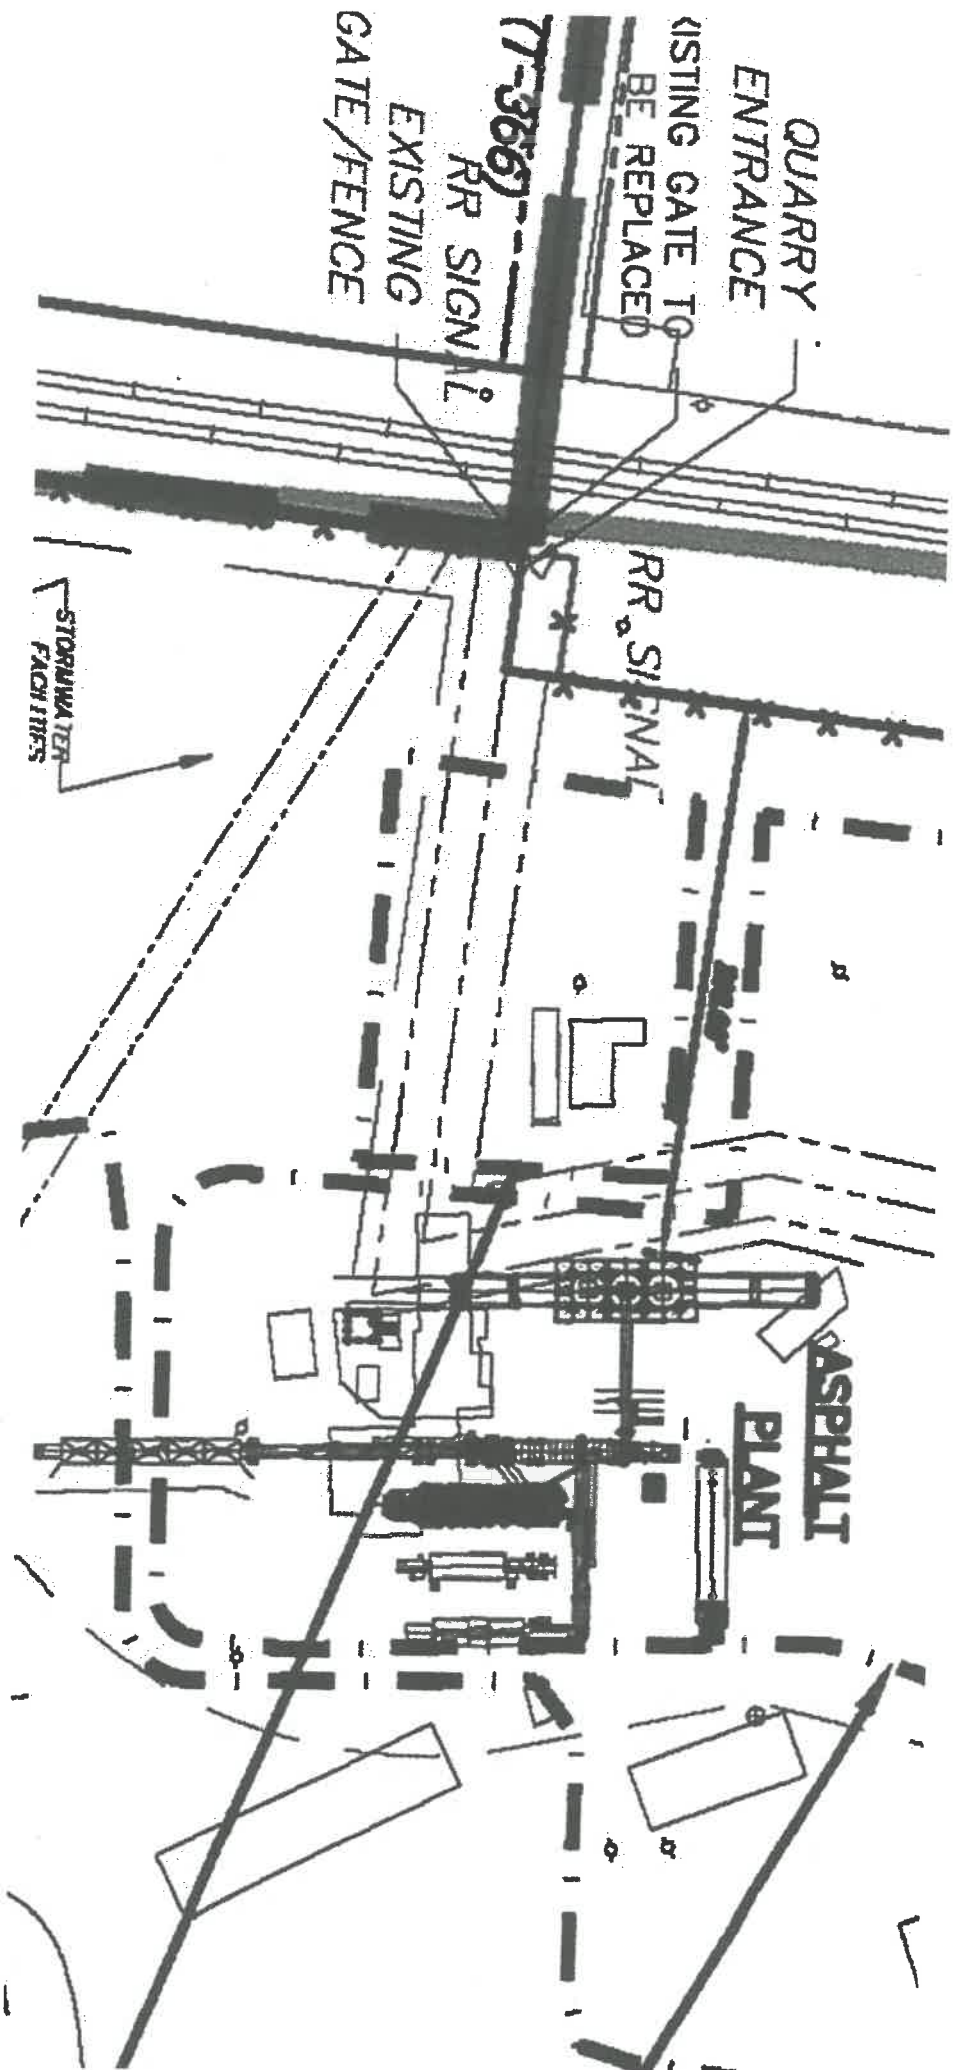 QUARRY
ENTRANCE
(ISTING GATE TO
BE REPLACED
(T-366)
RR SIGNAL
EXISTING
GATE/FENCE
RR SIGNAL
STORMWATER
FACILITIES
ASPHALT
PLANT